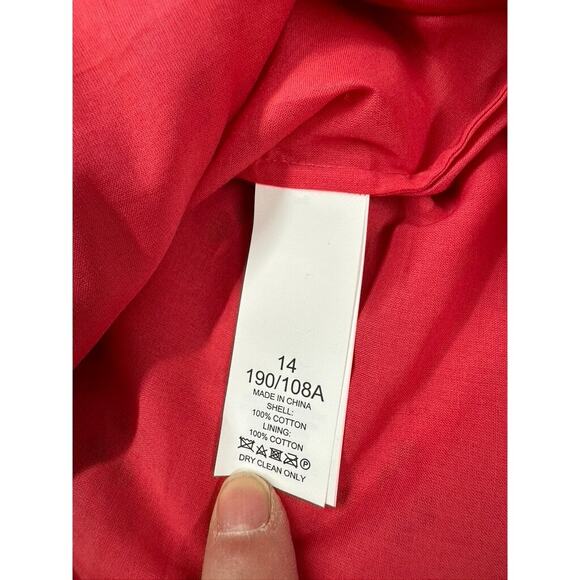 14
190/108A
MADE IN CHINA
SHELL:
100% COTTON
LINING:
100% COTTON
P
DRY CLEAN ONLY